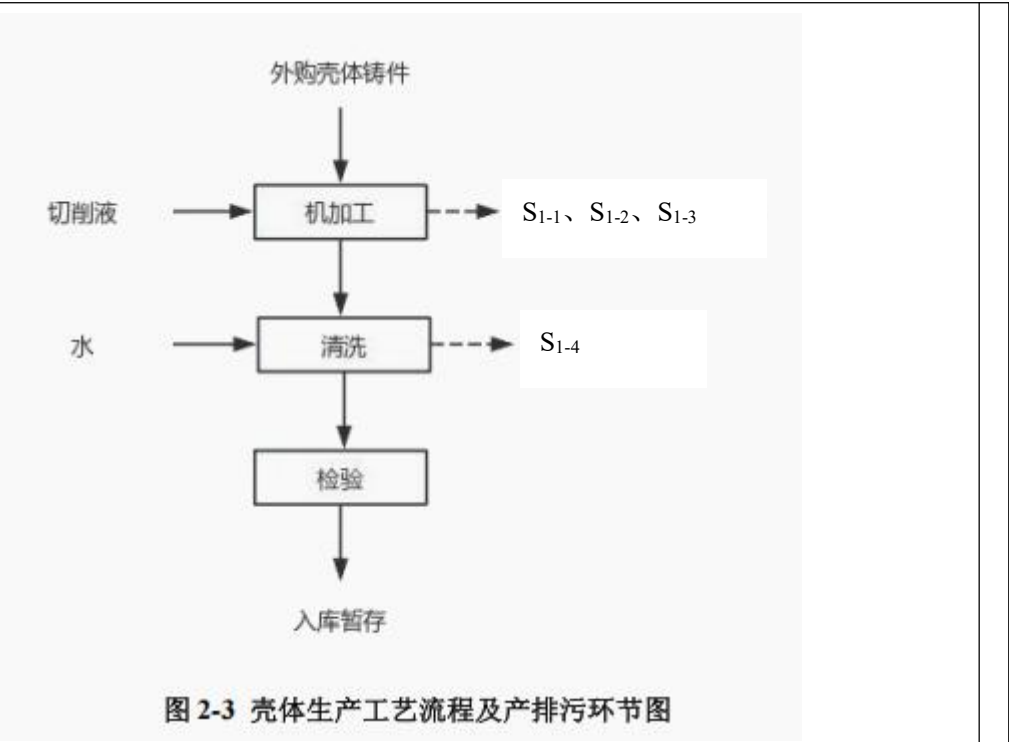 外购壳体铸件
切削液 机加工 S1-1、S1-2、S1-3
水 清洗 S1-4
检验
入库暂存
图 2-3 壳体生产工艺流程及产排污环节图